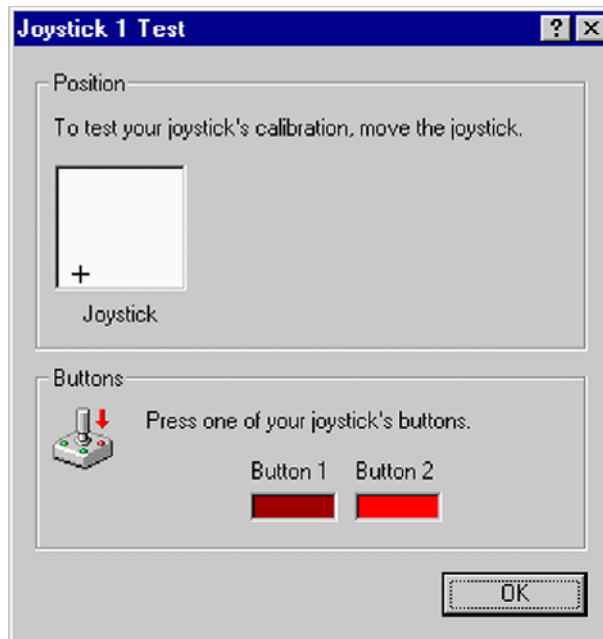 Joystick 1 Test
Position
To test your joystick's calibration, move the joystick.
Joystick
Buttons
Press one of your joystick's buttons.
Button 1 Button 2
OK